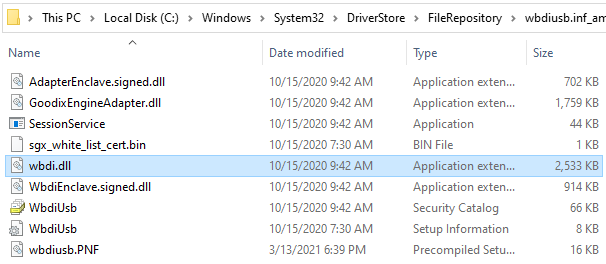 This PC > Local Disk (C:) > Windows > System32 > DriverStore > FileRepository > wbdiusb.inf_am
Name Date modified Type Size
AdapterEnclave.signed.dll 10/15/2020 9:42 AM Application exten... 702 KB
GoodixEngineAdapter.dll 10/15/2020 9:42 AM Application exten... 1,759 KB
SessionService 10/15/2020 9:42 AM Application 44 KB
sgx_white_list_cert.bin 10/15/2020 7:30 AM BIN File 1 KB
wbdi.dll 10/15/2020 9:42 AM Application exten... 2,533 KB
WbdiEnclave.signed.dll 10/15/2020 9:42 AM Application exten... 914 KB
WbdiUsb 10/15/2020 9:42 AM Security Catalog 66 KB
WbdiUsb 10/15/2020 7:30 AM Setup Information 8 KB
wbdiusb.PNF 3/13/2021 6:39 PM Precompiled Setu... 16 KB